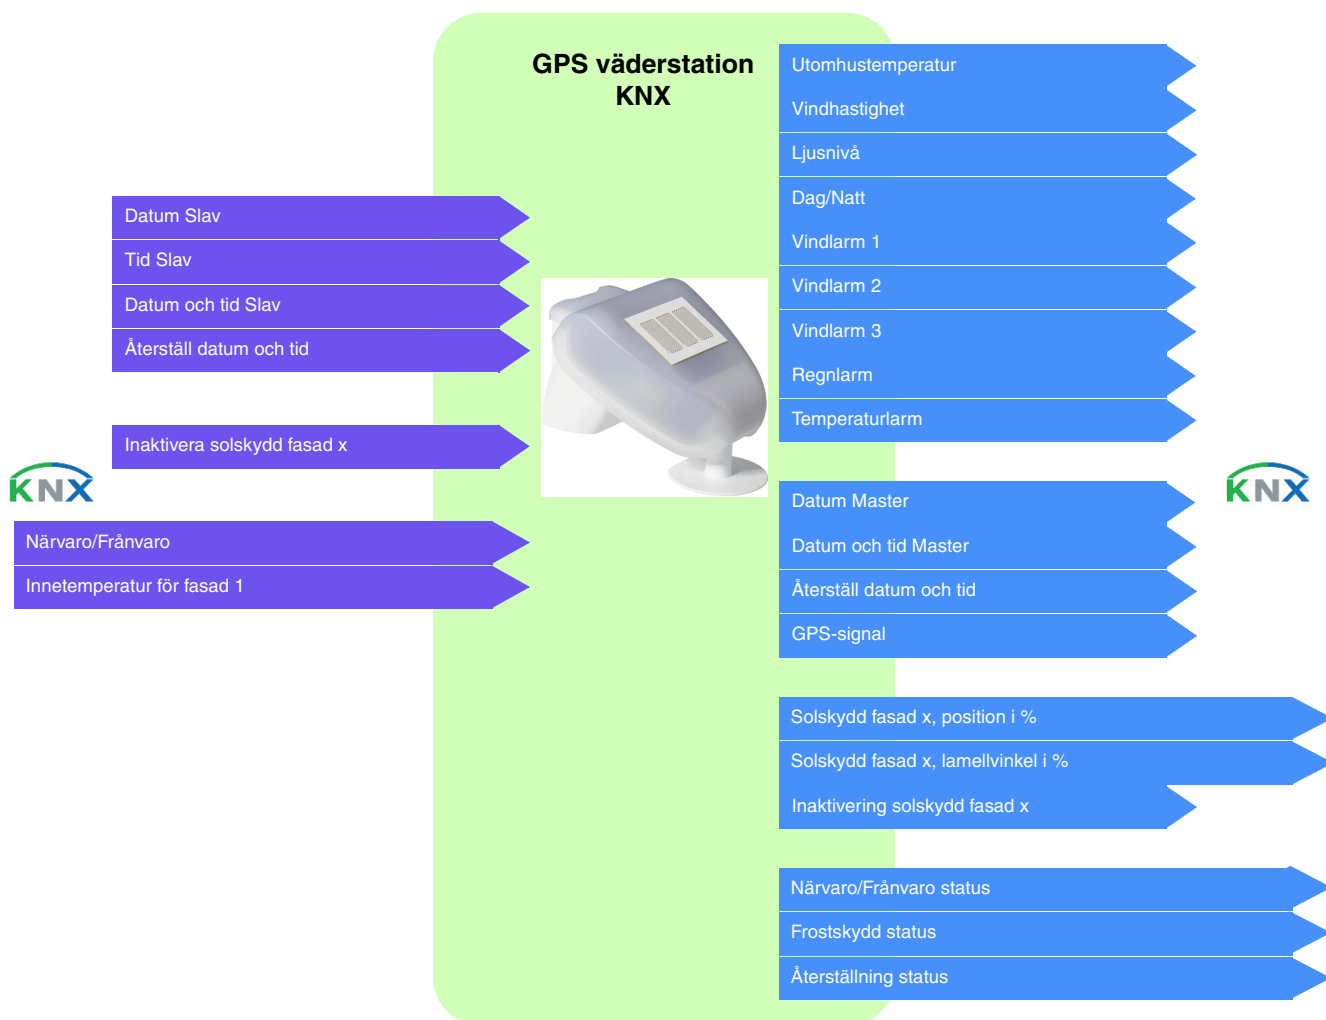 GPS väderstation
KNX
Datum Slav
Tid Slav
Datum och tid Slav
Återställ datum och tid
Inaktivera solskydd fasad x
KNX
Närvaro/Frånvaro
Innetemperatur för fasad 1
Utomhustemperatur
Vindhastighet
Ljusnivå
Dag/Natt
Vindlarm 1
Vindlarm 2
Vindlarm 3
Regnlarm
Temperaturlarm
KNX
Datum Master
Datum och tid Master
Återställ datum och tid
GPS-signal
Solskydd fasad x, position i %
Solskydd fasad x, lamellvinkel i %
Inaktivering solskydd fasad x
Närvaro/Frånvaro status
Frostskydd status
Återställning status